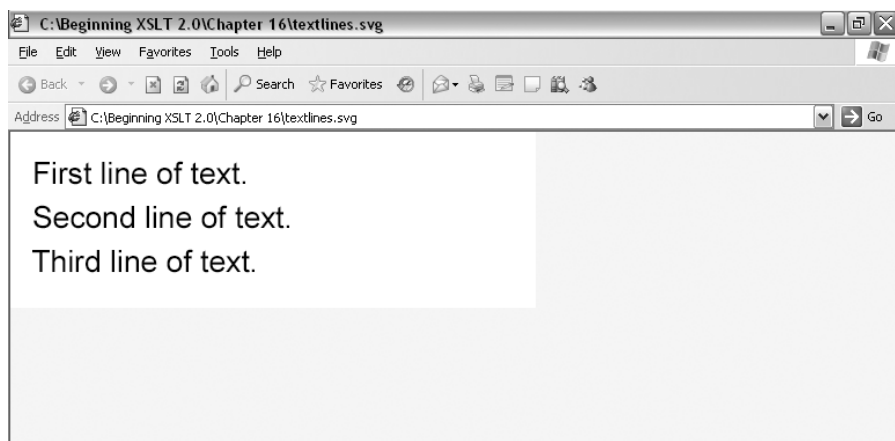 C:\Beginning XSLT 2.0\Chapter 16\textlines.svg
File Edit View Favorites Tools Help
Back Search Favorites
Address C:\Beginning XSLT 2.0\Chapter 16\textlines.svg Go
First line of text.
Second line of text.
Third line of text.